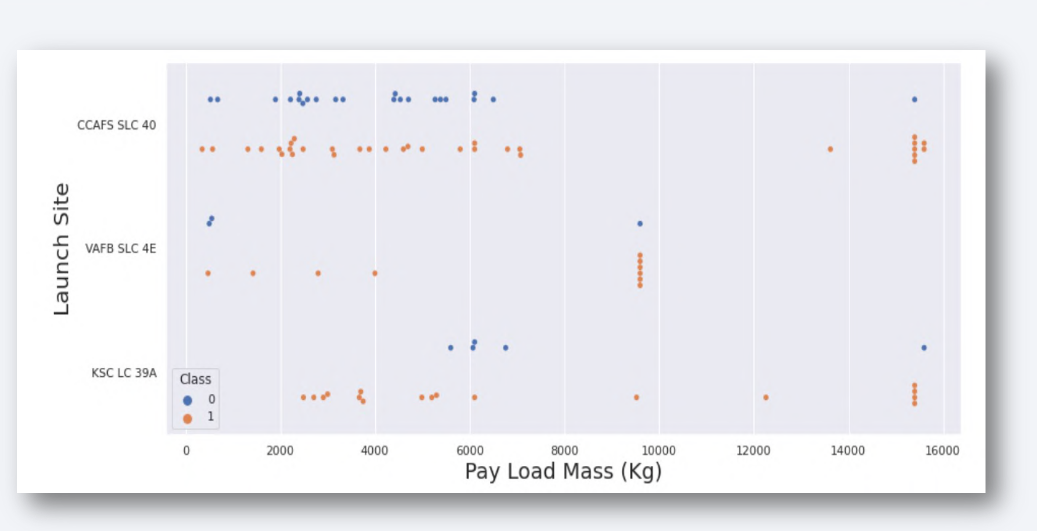 CCAFS SLC 40
VAFB SLC 4E
KSC LC 39A
Launch Site
Class
0
1
0 2000 4000 6000 8000 10000 12000 14000 16000
Pay Load Mass (Kg)